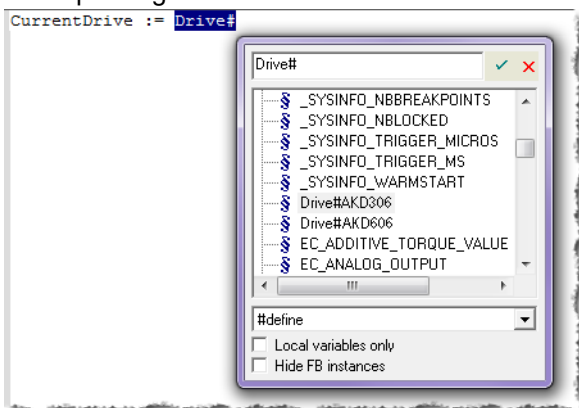 CurrentDrive := Drive#
Drive#
_SYSINFO_NBBREAKPOINTS
_SYSINFO_NBLOCKED
_SYSINFO_TRIGGER_MICROS
_SYSINFO_TRIGGER_MS
_SYSINFO_WARMSTART
Drive#AKD306
Drive#AKD606
EC_ADDITIVE_TORQUE_VALUE
EC_ANALOG_OUTPUT
#define
Local variables only
Hide FB instances